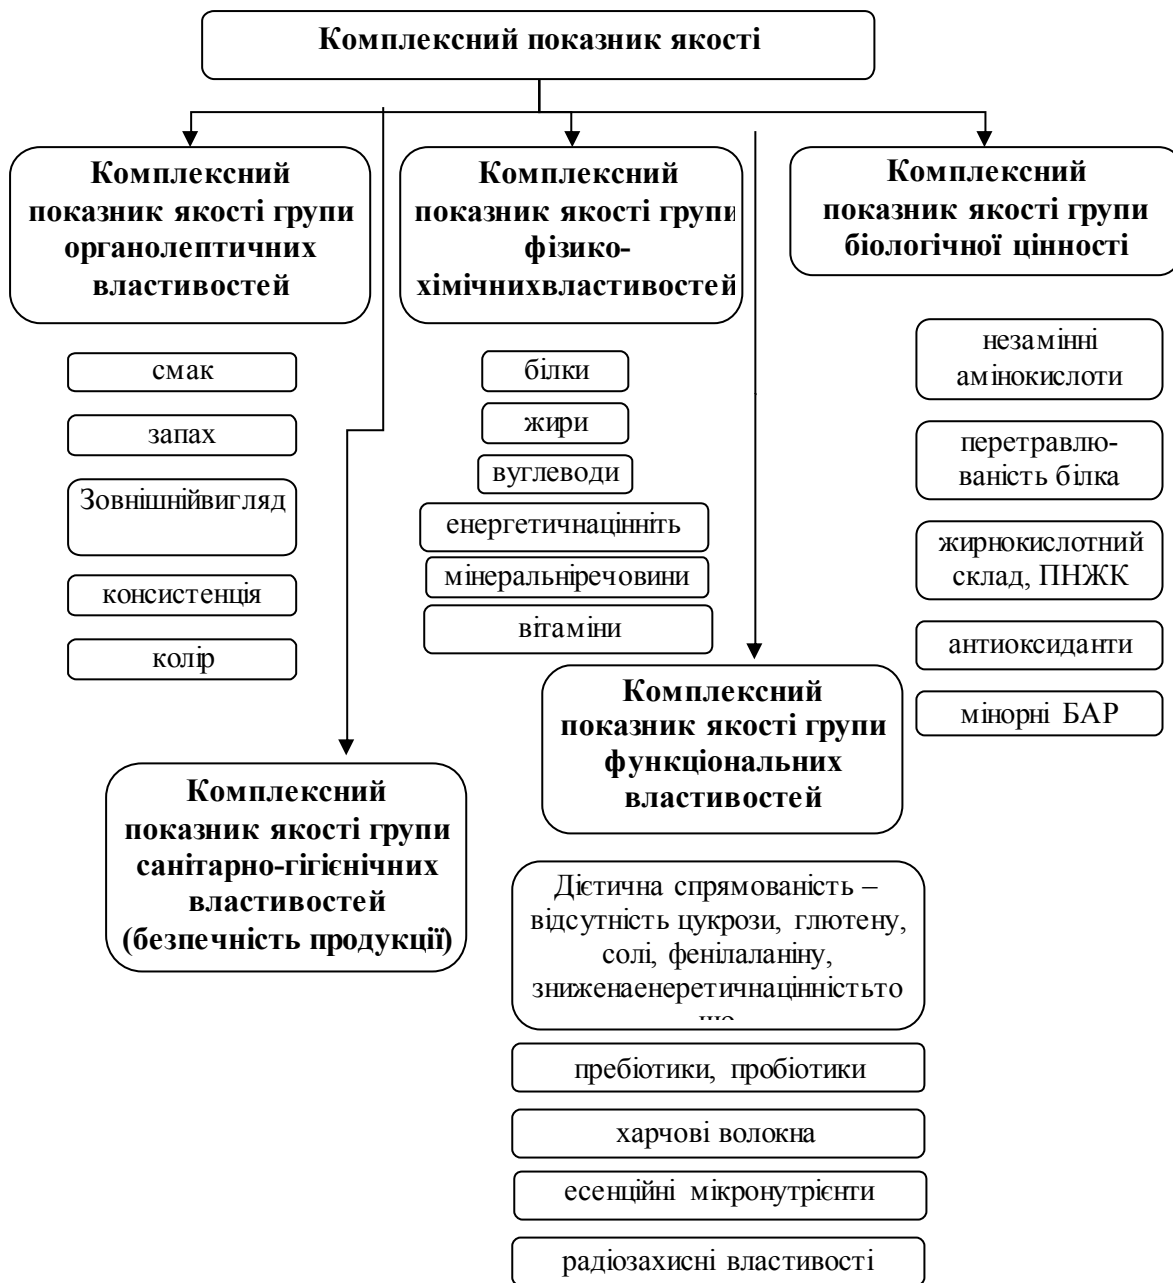 Комплексний показник якості
Комплексний
показник якості групи
органолептичних
властивостей
смак
запах
Зовнішнійвигляд
консистенція
колір
Комплексний
показник якості групи
фізико-
хімічнихвластивостей
білки
жири
вуглеводи
енергетичнацінніть
мінеральніречовини
вітаміни
Комплексний
показник якості групи
біологічної цінності
незамінні
амінокислоти
перетравлю-
ваність білка
жирнокислотний
склад, ПНЖК
антиоксиданти
мінорні БАР
Комплексний
показник якості групи
санітарно-гігієнічних
властивостей
(безпечність продукції)
Комплексний
показник якості групи
функціональних
властивостей
Дієтична спрямованість –
відсутність цукрози, глютену,
солі, фенілаланіну,
зниженаенеретичнацінністьто
що
пребіотики, пробіотики
харчові волокна
есенційні мікронутрієнти
радіозахисні властивості